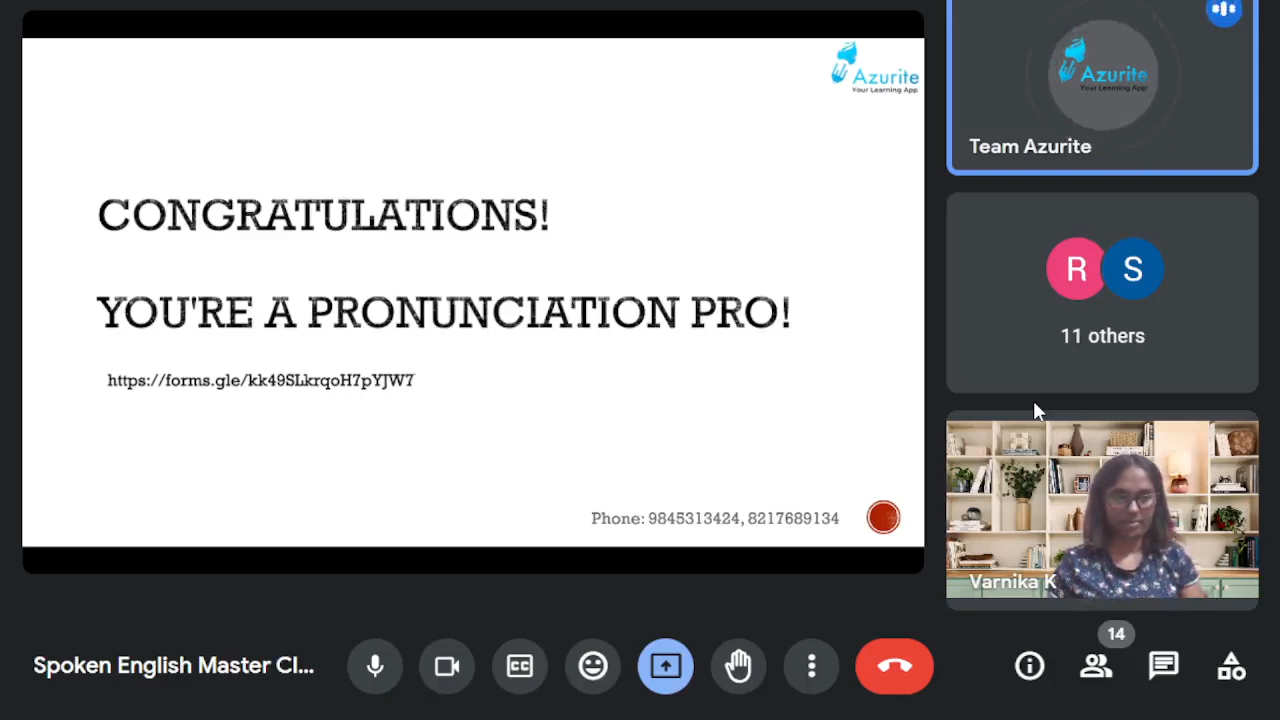 Azurite
Your Learning App
CONGRATULATIONS!
YOU'RE A PRONUNCIATION PRO!
https://forms.gle/kk49SLkrqoH7pYJW7
Phone: 9845313424, 8217689134
Azurite
Your Learning App
Team Azurite
R S
11 others
Varnika K
Spoken English Master Cl...
CC
14